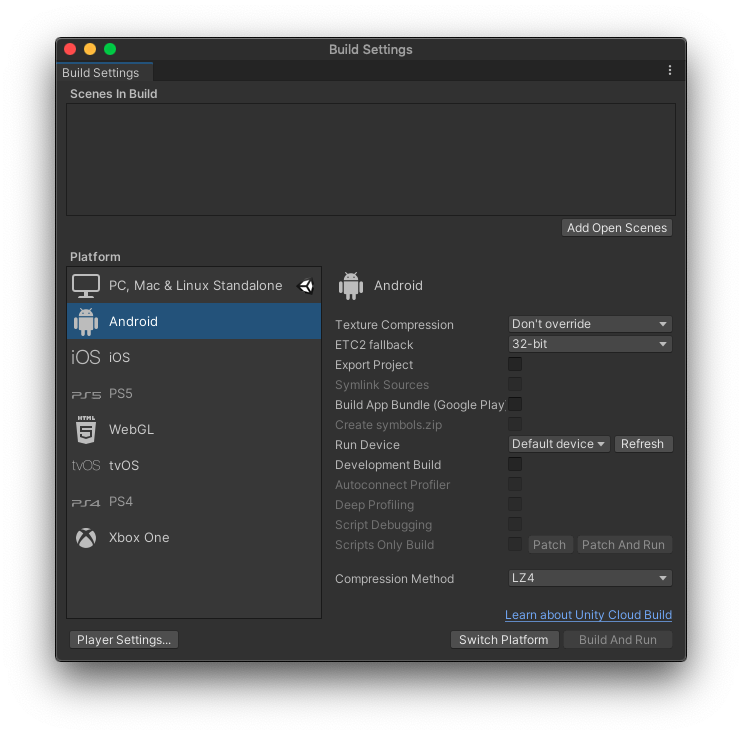 Build Settings
Build Settings
Scenes In Build
Add Open Scenes
Platform
PC, Mac & Linux Standalone
Android
iOS iOS
PS5 PS5
HTML 5 WebGL
tvOS tvOS
PS4 PS4
Xbox One
Android
Texture Compression Don't override
ETC2 fallback 32-bit
Export Project
Symlink Sources
Build App Bundle (Google Play
Create symbols.zip
Run Device Default device Refresh
Development Build
Autoconnect Profiler
Deep Profiling
Script Debugging
Scripts Only Build Patch Patch And Run
Compression Method LZ4
Learn about Unity Cloud Build
Player Settings... Switch Platform Build And Run